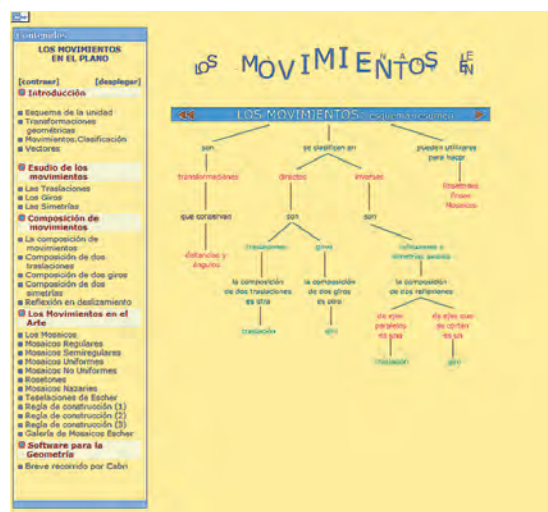 Contenidos
LOS MOVIMIENTOS
EN EL PLANO
[contraer] [desplegar]
Introducción
Esquema de la unidad
Transformaciones
geométricas
Movimientos.Clasificación
Vectores
Esudio de los
movimientos
Las Traslaciones
Los Giros
Las Simetrías
Composición de
movimientos
La composición de
movimientos
Composición de dos
traslaciones
Composición de dos giros
Composición de dos
simetrías
Reflexión en deslizamiento
Los Movimientos en el
Arte
Los Mosaicos
Mosaicos Regulares
Mosaicos Semiregulares
Mosaicos Uniformes
Mosaicos No Uniformes
Rosetones
Mosaicos Nazaríes
Teselaciones de Escher
Regla de construcción (1)
Regla de construcción (2)
Regla de construcción (3)
Galería de Mosaicos Escher
Software para la
Geometría
Breve recorrido por Cabri
LOS MOVIMIENTOS EN
LOS MOVIMIENTOS: esquema-resumen
son se clasifican en pueden utilizarse
para hacer
transformaciones directos inversos
Rosetones
Frisos
Mosaicos
que conservan son son
distancias y
ángulos
traslaciones giros reflexiones o
simetrías axiales
la composición
de dos traslaciones
es otra
la composición
de dos giros
es otro
la composición
de dos reflexiones
traslación giro
de ejes
paralelos
es una
de ejes que
se cortan
es un
traslación giro